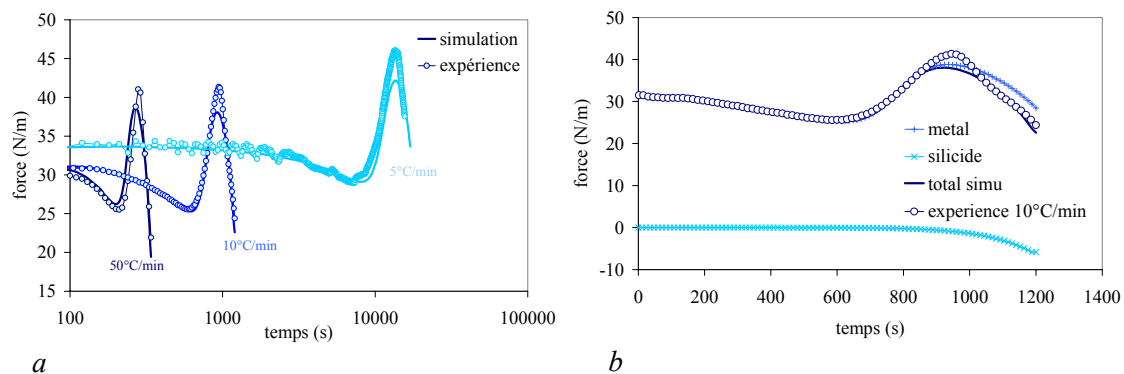 50
45
40
35
30
25
20
15
force (N/m)
100
1000
10000
100000
temps (s)
simulation
expérience
50°C/min
10°C/min
5°C/min
a
50
40
30
20
10
0
-10
force (N/m)
0
200
400
600
800
1000
1200
1400
temps (s)
metal
silicide
total simu
experience 10°C/min
b